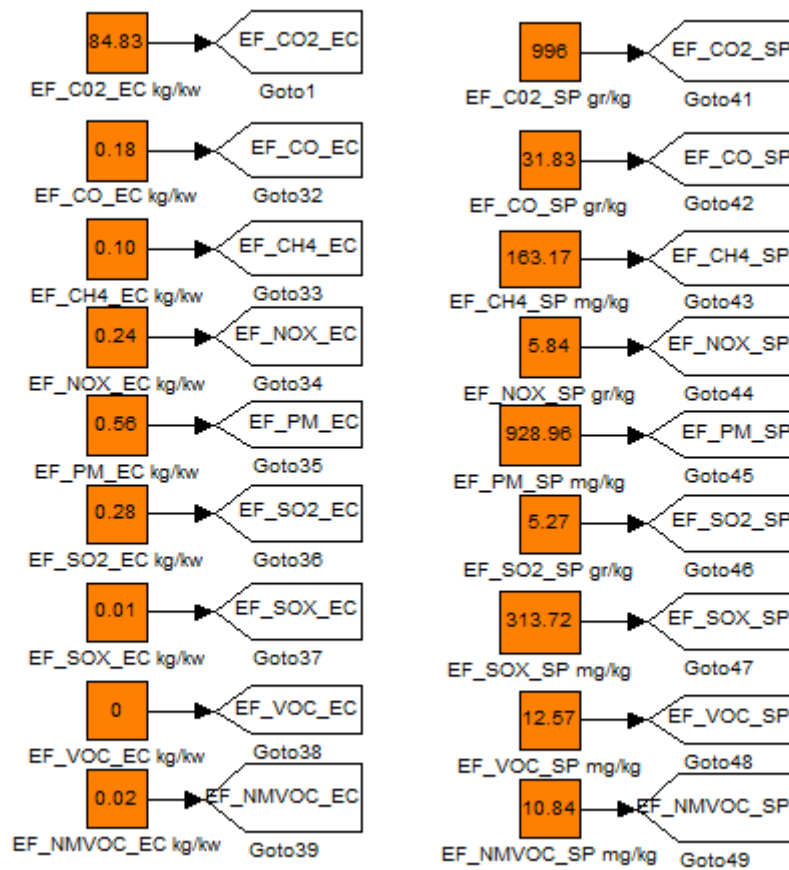 84.83
EF_CO2_EC
EF_C02_EC kg/kw
Goto1
0.18
EF_CO_EC
EF_CO_EC kg/kw
Goto32
0.10
EF_CH4_EC
EF_CH4_EC kg/kw
Goto33
0.24
EF_NOX_EC
EF_NOX_EC kg/kw
Goto34
0.56
EF_PM_EC
EF_PM_EC kg/kw
Goto35
0.28
EF_SO2_EC
EF_SO2_EC kg/kw
Goto36
0.01
EF_SOX_EC
EF_SOX_EC kg/kw
Goto37
0
EF_VOC_EC
EF_VOC_EC kg/kw
Goto38
0.02
EF_NMVOC_EC
EF_NMVOC_EC kg/kw
Goto39
996
EF_CO2_SP
EF_C02_SP gr/kg
Goto41
31.83
EF_CO_SP
EF_CO_SP gr/kg
Goto42
163.17
EF_CH4_SP
EF_CH4_SP mg/kg
Goto43
5.84
EF_NOX_SP
EF_NOX_SP gr/kg
Goto44
928.96
EF_PM_SP
EF_PM_SP mg/kg
Goto45
5.27
EF_SO2_SP
EF_SO2_SP gr/kg
Goto46
313.72
EF_SOX_SP
EF_SOX_SP mg/kg
Goto47
12.57
EF_VOC_SP
EF_VOC_SP mg/kg
Goto48
10.84
EF_NMVOC_SP
EF_NMVOC_SP mg/kg
Goto49